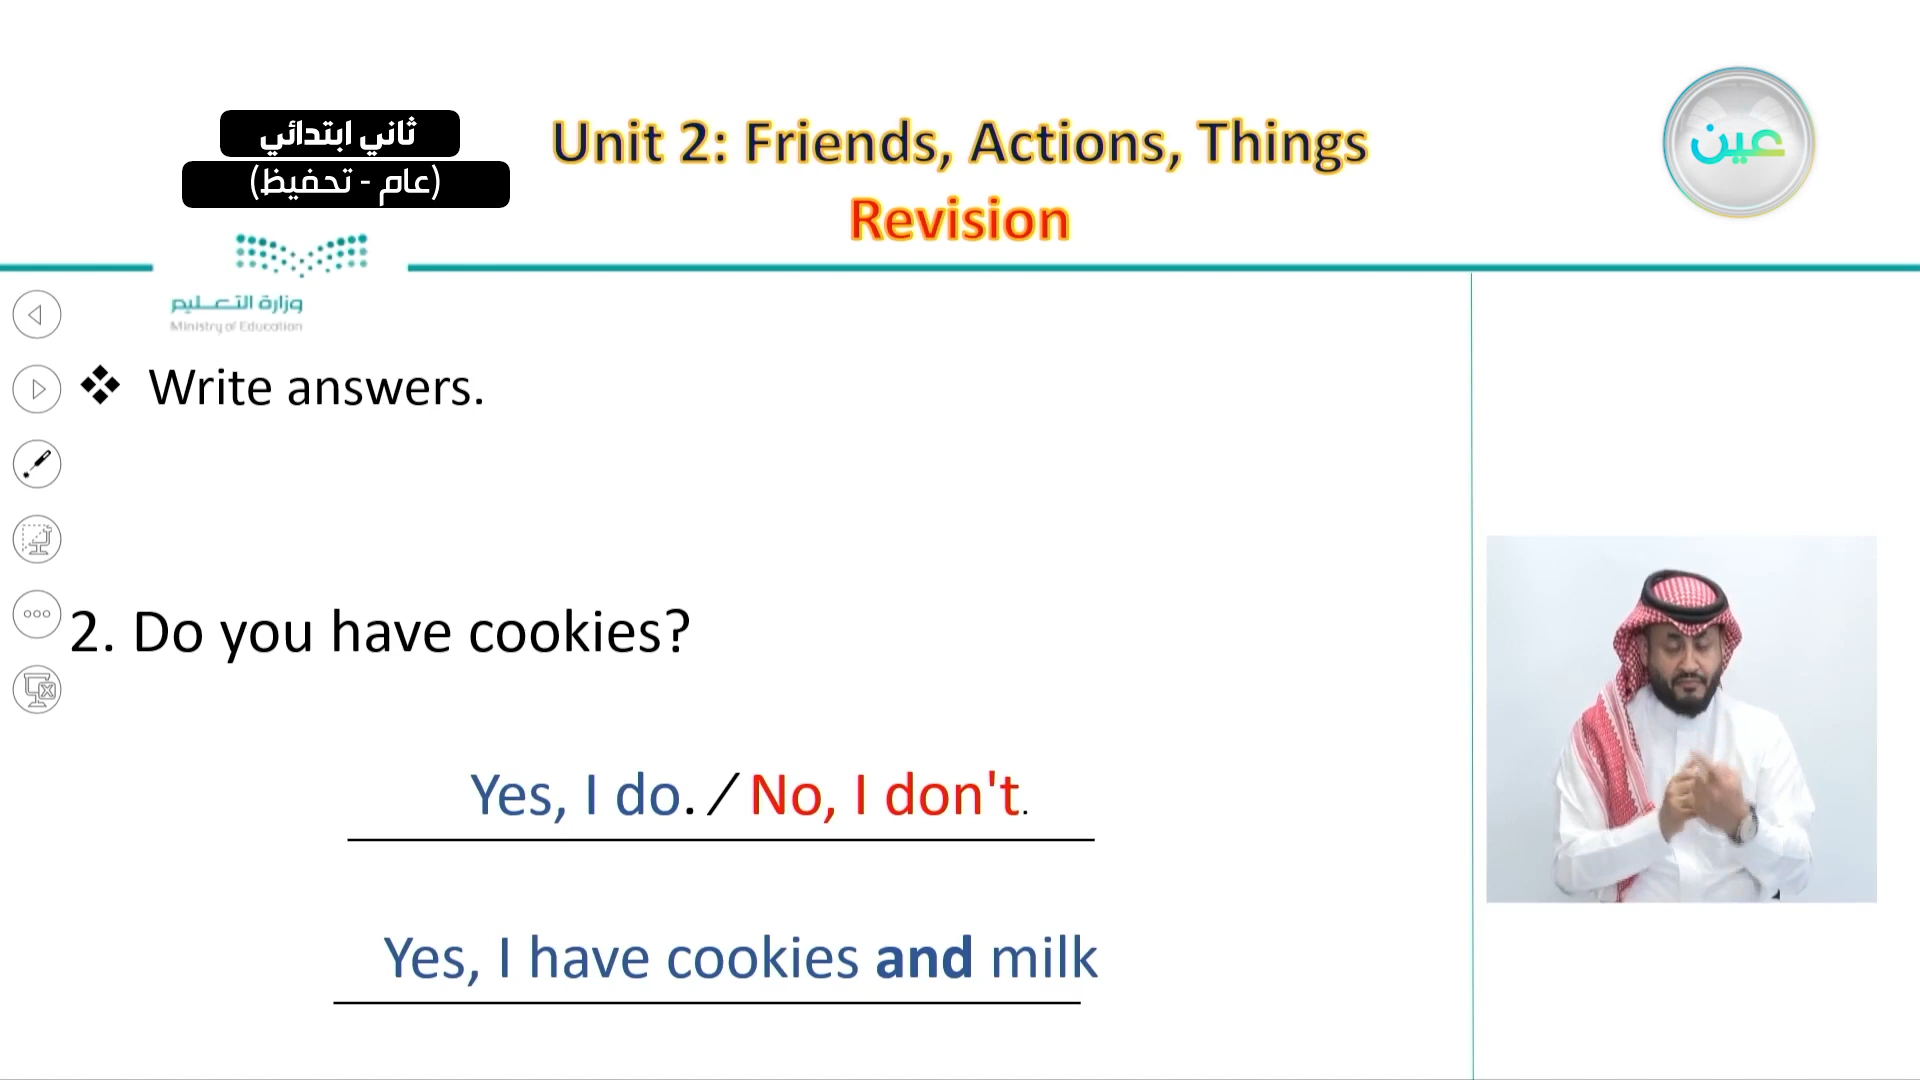 ثاني ابتدائي
(عام - تحفيظ)
Unit 2: Friends, Actions, Things
Revision
عين
وزارة التعليم
Ministry of Education
Write answers.
2. Do you have cookies?
Yes, I do. / No, I don't.
Yes, I have cookies and milk